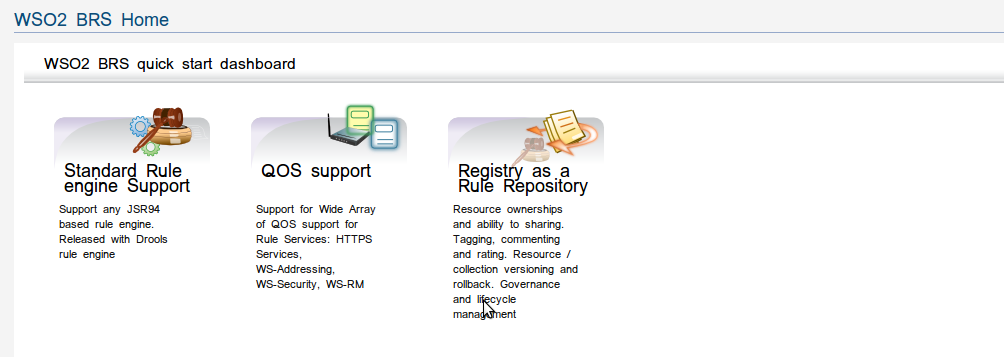 WSO2 BRS Home
WSO2 BRS quick start dashboard
Standard Rule
engine Support
Support any JSR94
based rule engine.
Released with Drools
rule engine
QOS support
Support for Wide Array
of QOS support for
Rule Services: HTTPS
Services,
WS-Addressing,
WS-Security, WS-RM
Registry as a
Rule Repository
Resource ownerships
and ability to sharing.
Tagging, commenting
and rating. Resource /
collection versioning and
rollback. Governance
and lifecycle
management